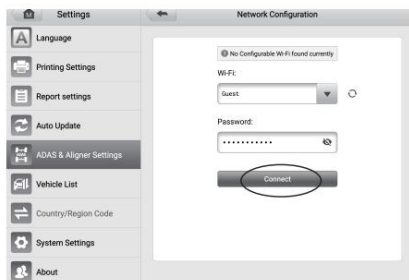 Settings
Network Configuration
Language
Printing Settings
Report settings
Auto Update
ADAS & Aligner Settings
Vehicle List
Country/Region Code
System Settings
About
No Configurable Wi-Fi found currently
Wi-Fi:
Guest
Password:
Connect